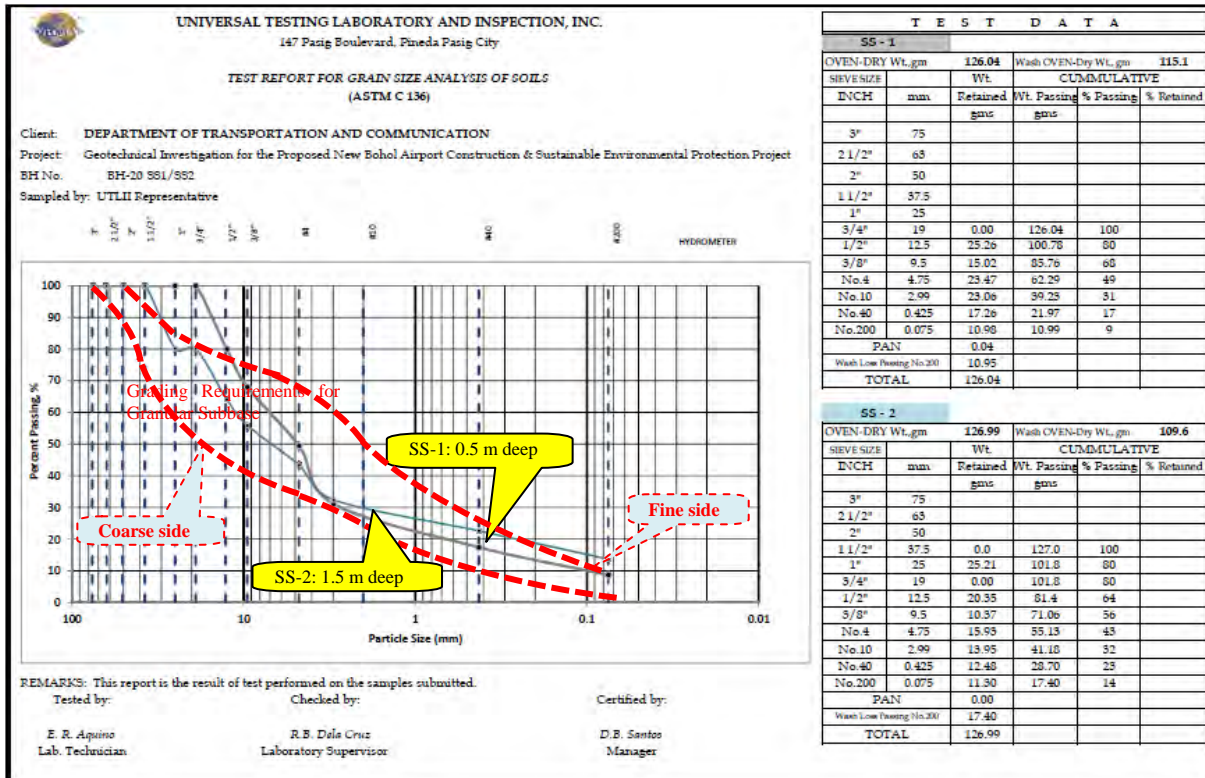 UNIVERSAL TESTING LABORATORY AND INSPECTION, INC.
147 Pasig Boulevard, Pineda Pasig City
TEST REPORT FOR GRAIN SIZE ANALYSIS OF SOILS
(ASTM C 136)
Client: DEPARTMENT OF TRANSPORTATION AND COMMUNICATION
Project: Geotechnical Investigation for the Proposed New Bohol Airport Construction & Sustainable Environmental Protection Project
BH No. BH-20 SS1/SS2
Sampled by: UTLII Representative
3" 2 1/2" 2" 1 1/2" 1" 3/4" 1/2" 3/8" #4 #10 #40 #200
HYDROMETER
Percent Passing, %
100
90
80
70
60
50
40
30
20
10
0
Grading Requirements for
Granular Subbase
SS-1: 0.5 m deep
Coarse side
Fine side
SS-2: 1.5 m deep
100 10 1 0.1 0.01
Particle Size (mm)
REMARKS: This report is the result of test performed on the samples submitted.
Tested by: Checked by: Certified by:
E. R. Aquino R.B. Dela Cruz D.B. Santos
Lab. Technician Laboratory Supervisor Manager
T E S T D A T A
SS - 1
OVEN-DRY Wt.,gm 126.04 Wash OVEN-Dry Wt., gm 115.1
SIEVE SIZE Wt. CUMMULATIVE
INCH mm Retained Wt. Passing % Passing % Retained
gms gms
3" 75
2 1/2" 63
2" 50
1 1/2" 37.5
1" 25
3/4" 19 0.00 126.04 100
1/2" 12.5 25.26 100.78 80
3/8" 9.5 15.02 85.76 68
No.4 4.75 23.47 62.29 49
No.10 2.99 23.06 39.23 31
No.40 0.425 17.26 21.97 17
No.200 0.075 10.98 10.99 9
PAN 0.04
Wash Loss Passing No.200 10.95
TOTAL 126.04
SS - 2
OVEN-DRY Wt.,gm 126.99 Wash OVEN-Dry Wt., gm 109.6
SIEVE SIZE Wt. CUMMULATIVE
INCH mm Retained Wt. Passing % Passing % Retained
gms gms
3" 75
2 1/2" 63
2" 50
1 1/2" 37.5 0.0 127.0 100
1" 25 25.21 101.8 80
3/4" 19 0.00 101.8 80
1/2" 12.5 20.35 81.4 64
3/8" 9.5 10.37 71.06 56
No.4 4.75 15.93 55.13 43
No.10 2.99 13.95 41.18 32
No.40 0.425 12.48 28.70 23
No.200 0.075 11.30 17.40 14
PAN 0.00
Wash Loss Passing No.200 17.40
TOTAL 126.99